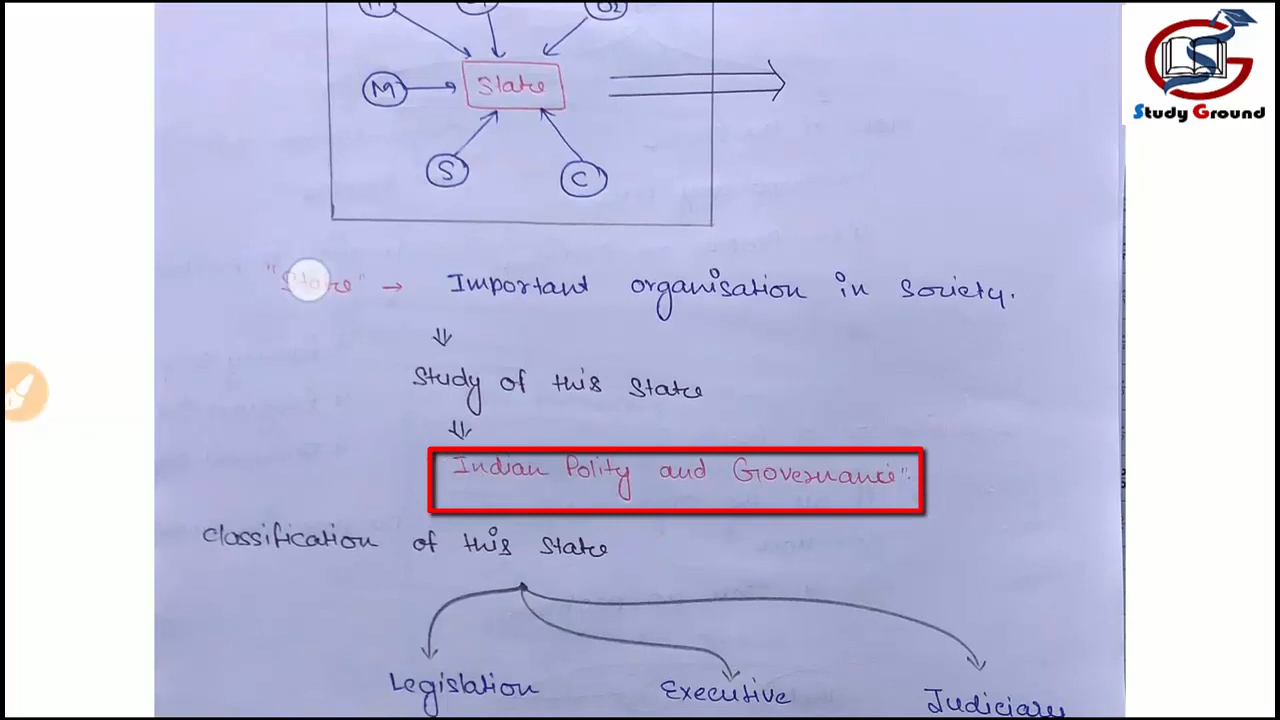 State
M
S
C
Study Ground
"State" → Important organisation in society.
Study of this State
Indian Polity and Governance".
classification of this state
Legislation Executive Judiciary